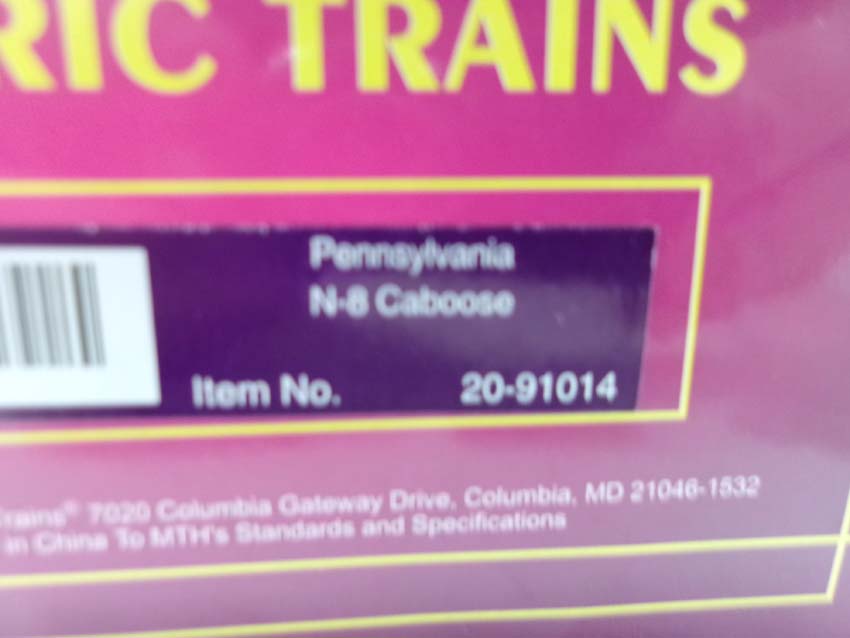 RIC TRAINS
Pennsylvania
N-8 Caboose
Item No. 20-91014
Trains® 7020 Columbia Gateway Drive, Columbia, MD 21046-1532
in China To MTH's Standards and Specifications